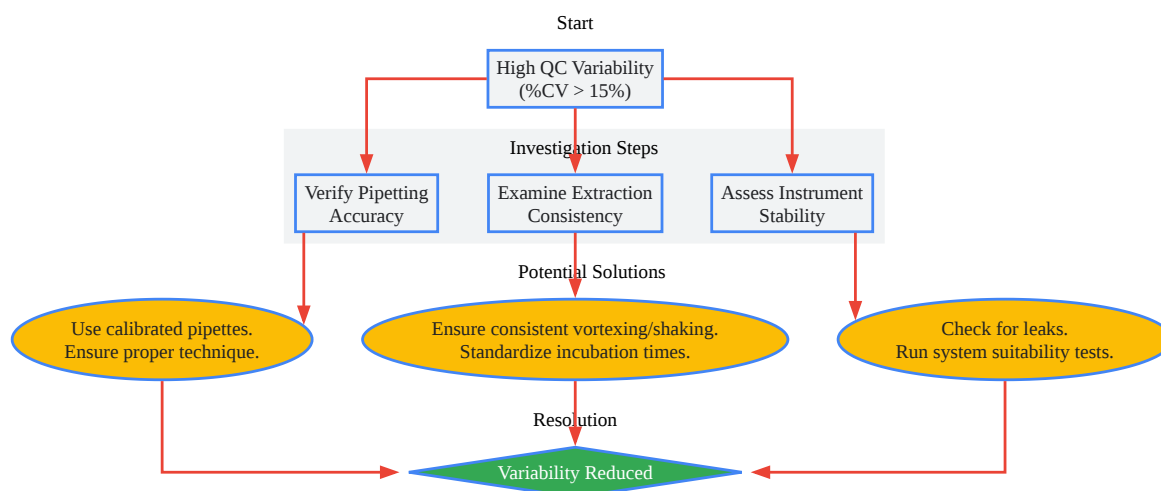 Start
High QC Variability
(%CV > 15%)
Investigation Steps
Verify Pipetting
Accuracy
Examine Extraction
Consistency
Assess Instrument
Stability
Potential Solutions
Use calibrated pipettes.
Ensure proper technique.
Ensure consistent vortexing/shaking.
Standardize incubation times.
Check for leaks.
Run system suitability tests.
Resolution
Variability Reduced